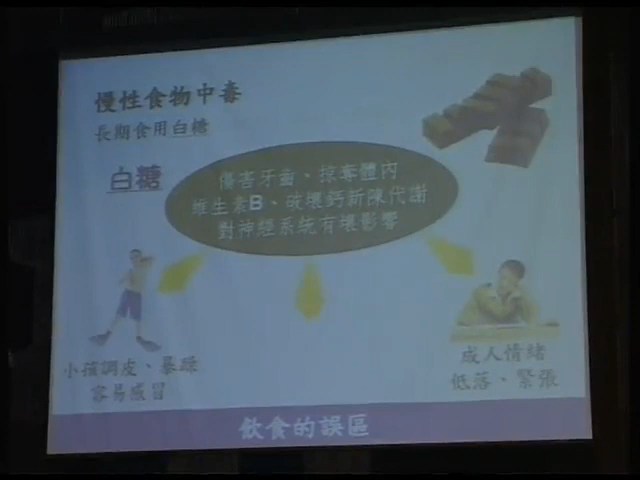 慢性食物中毒
長期食用白糖
白糖
傷害牙齒、掠奪體內
維生素B、破壞鈣新陳代謝
對神經系統有壞影響
小孩調皮、暴躁
容易感冒
成人情緒
低落、緊張
飲食的誤區